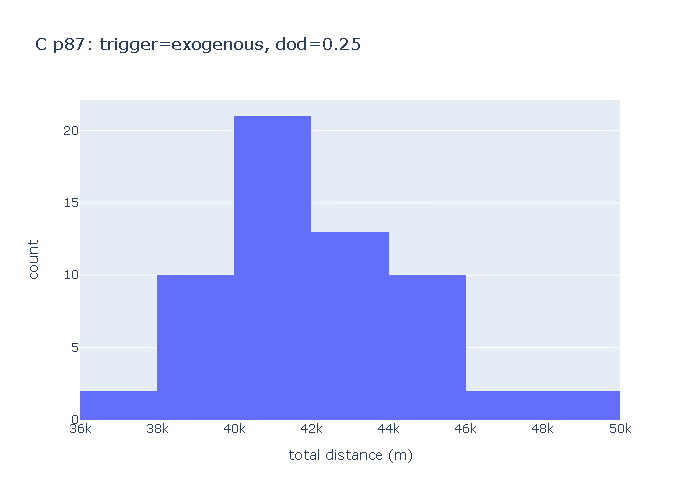 C p87: trigger=exogenous, dod=0.25
20
15
10
5
0
36k 38k 40k 42k 44k 46k 48k 50k
count
total distance (m)